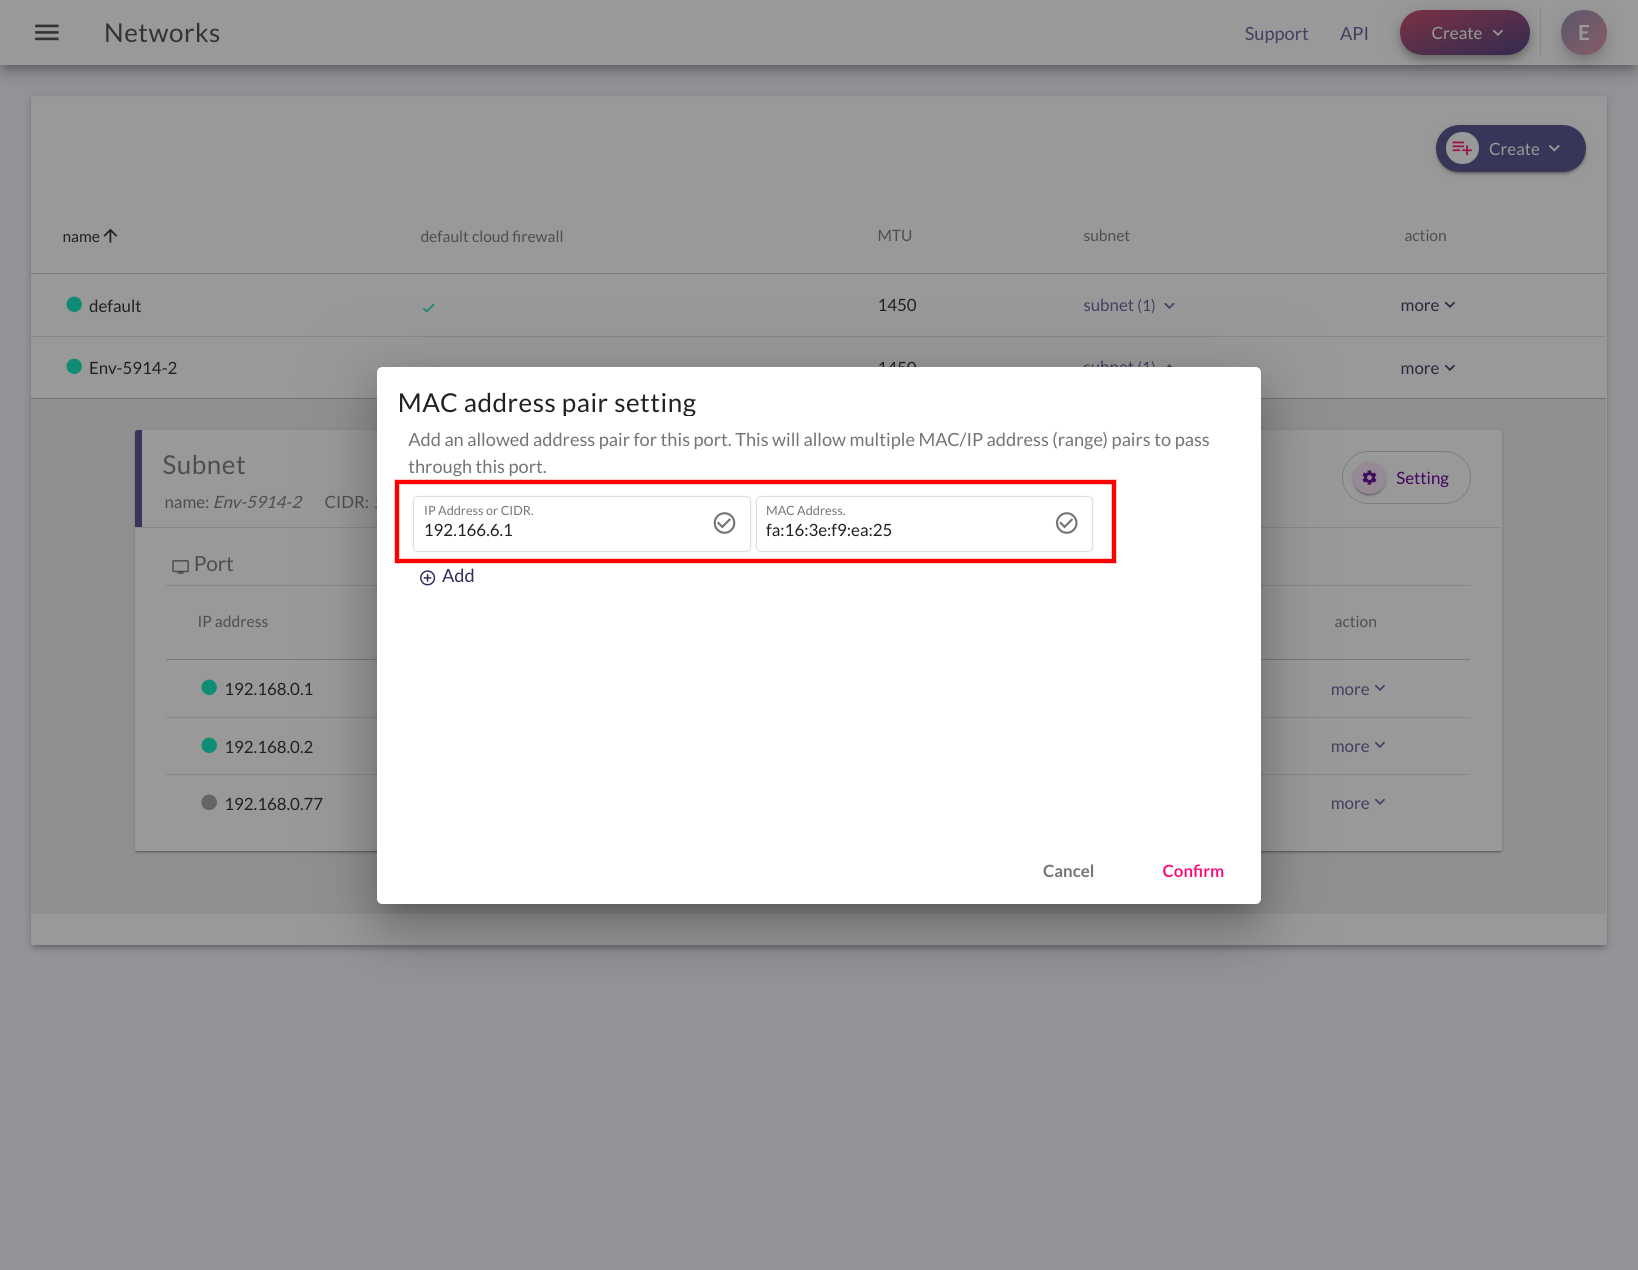 Networks
Support API Create E
Create
name default cloud firewall MTU subnet action
default 1450 subnet (1) more
Env-5914-2 1450 subnet (1) more
MAC address pair setting
Add an allowed address pair for this port. This will allow multiple MAC/IP address (range) pairs to pass
through this port.
IP Address or CIDR. MAC Address.
192.166.6.1 fa:16:3e:f9:ea:25
Add
Cancel Confirm
Subnet Setting
name: Env-5914-2 CIDR:
Port
IP address action
192.168.0.1 more
192.168.0.2 more
192.168.0.77 more